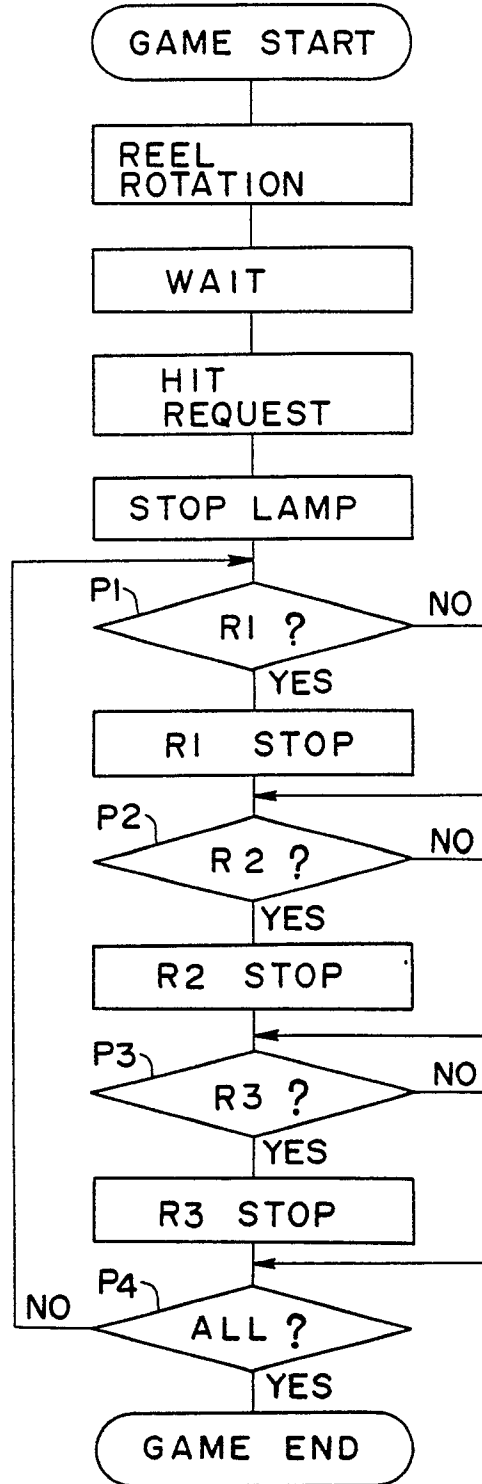 GAME START
REEL
ROTATION
WAIT
HIT
REQUEST
STOP LAMP
P1
R1 ?
NO
YES
R1 STOP
P2
R2 ?
NO
YES
R2 STOP
P3
R3 ?
NO
YES
R3 STOP
P4
NO
ALL ?
YES
GAME END